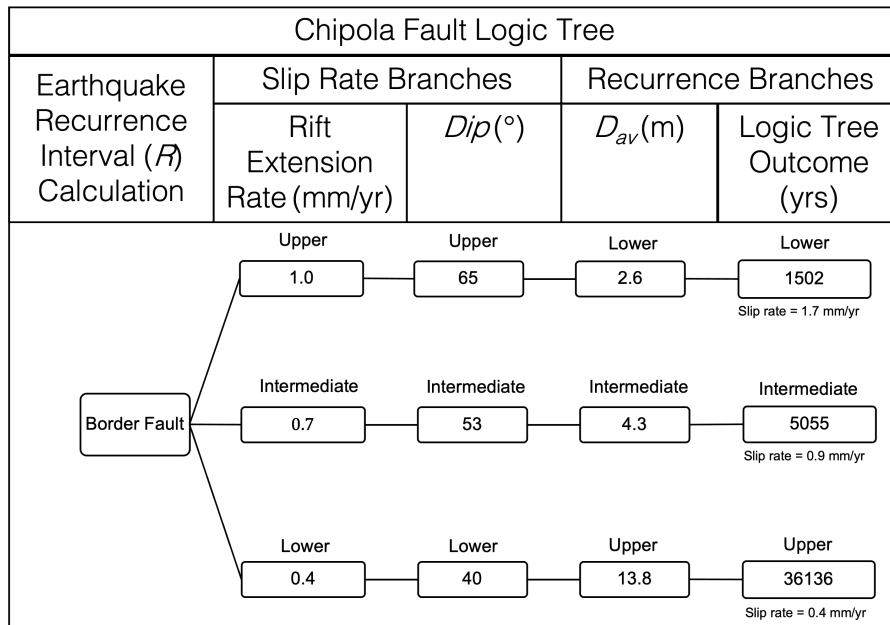 Chipola Fault Logic Tree
Earthquake
Recurrence
Interval (R)
Calculation
Slip Rate Branches
Recurrence Branches
Rift
Extension
Rate (mm/yr)
Dip (°)
Dav (m)
Logic Tree
Outcome
(yrs)
Upper
Upper
Lower
Lower
1.0
65
2.6
1502
Slip rate = 1.7 mm/yr
Border Fault
Intermediate
Intermediate
Intermediate
Intermediate
0.7
53
4.3
5055
Slip rate = 0.9 mm/yr
Lower
Lower
Upper
Upper
0.4
40
13.8
36136
Slip rate = 0.4 mm/yr